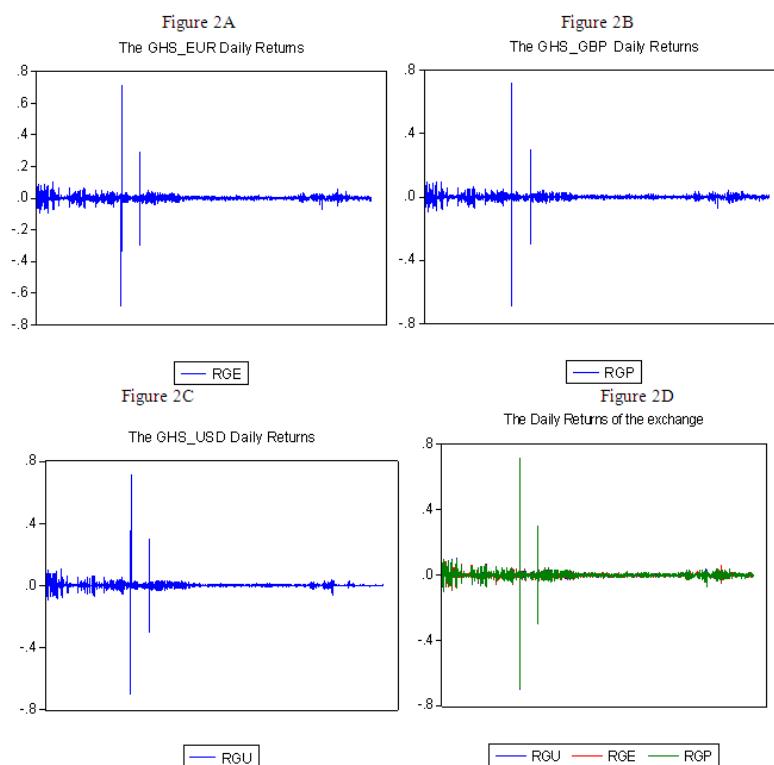 Figure 2A
The GHS_EUR Daily Returns
.8
.6
.4
.2
.0
-.2
-.4
-.6
-.8
RGE
Figure 2B
The GHS_GBP Daily Returns
.8
.4
.0
-.4
-.8
RGP
Figure 2C
The GHS_USD Daily Returns
.8
.4
.0
-.4
-.8
RGU
Figure 2D
The Daily Returns of the exchange
.8
.4
.0
-.4
-.8
RGU RGE RGP